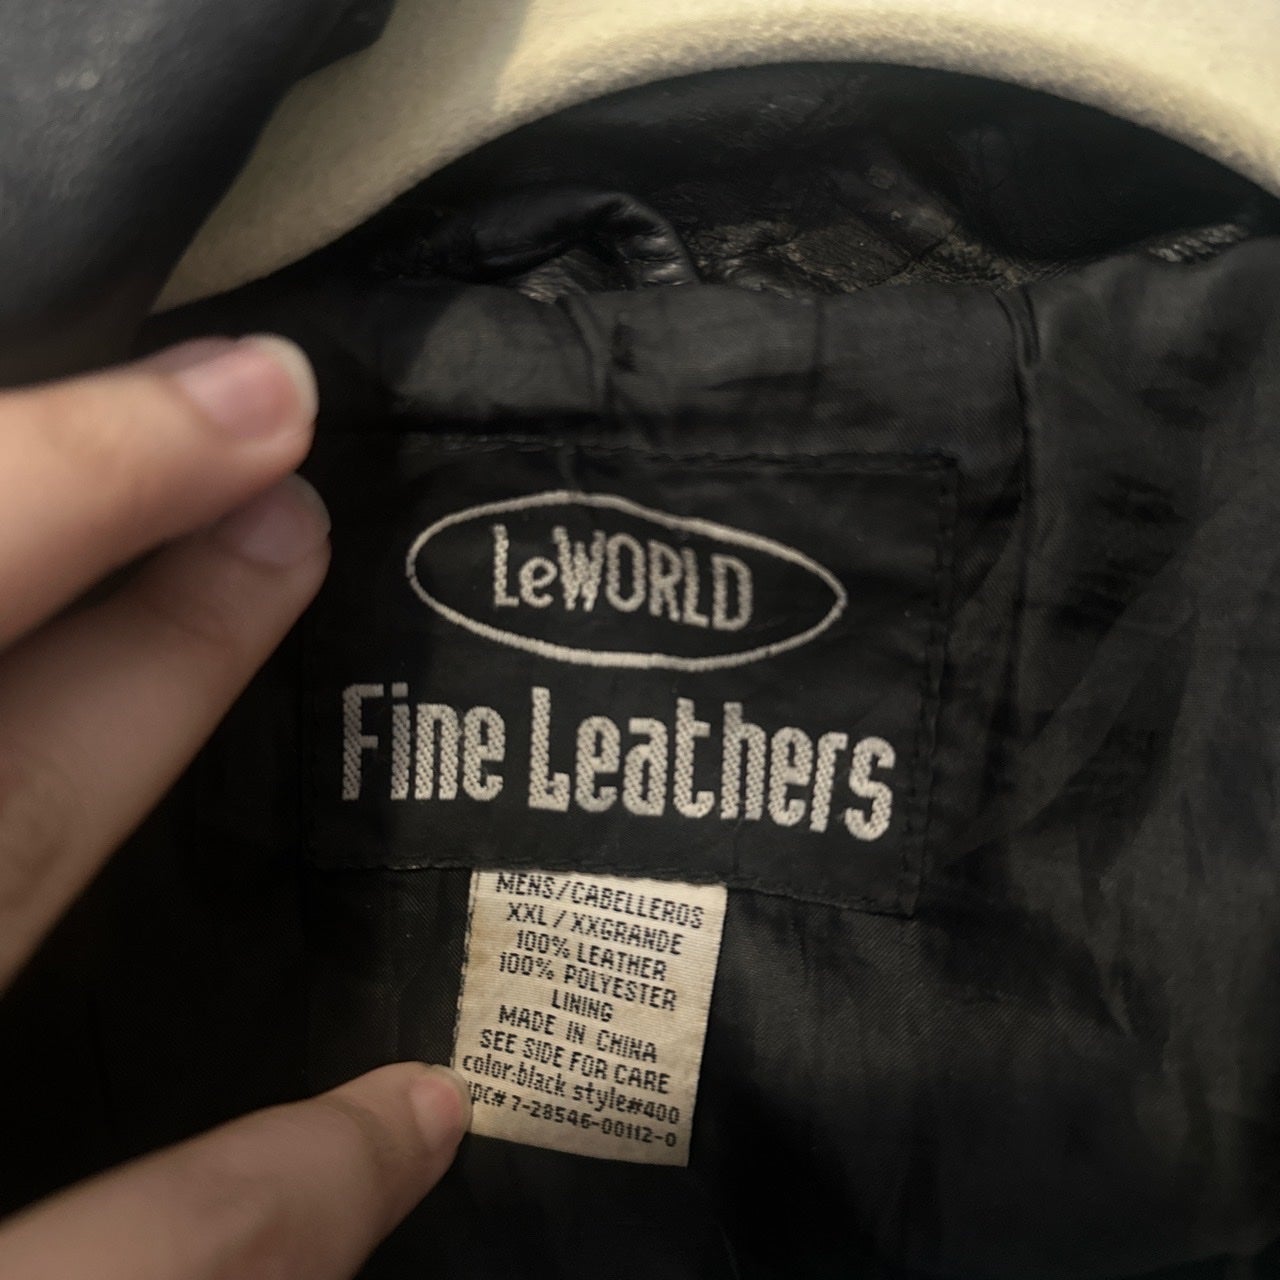 LeWORLD
Fine Leathers
MENS/CABELLEROS
XXL/XXGRANDE
100% LEATHER
100% POLYESTER
LINING
MADE IN CHINA
SEE SIDE FOR CARE
color:black style#400
upc# 7-28546-00112-0